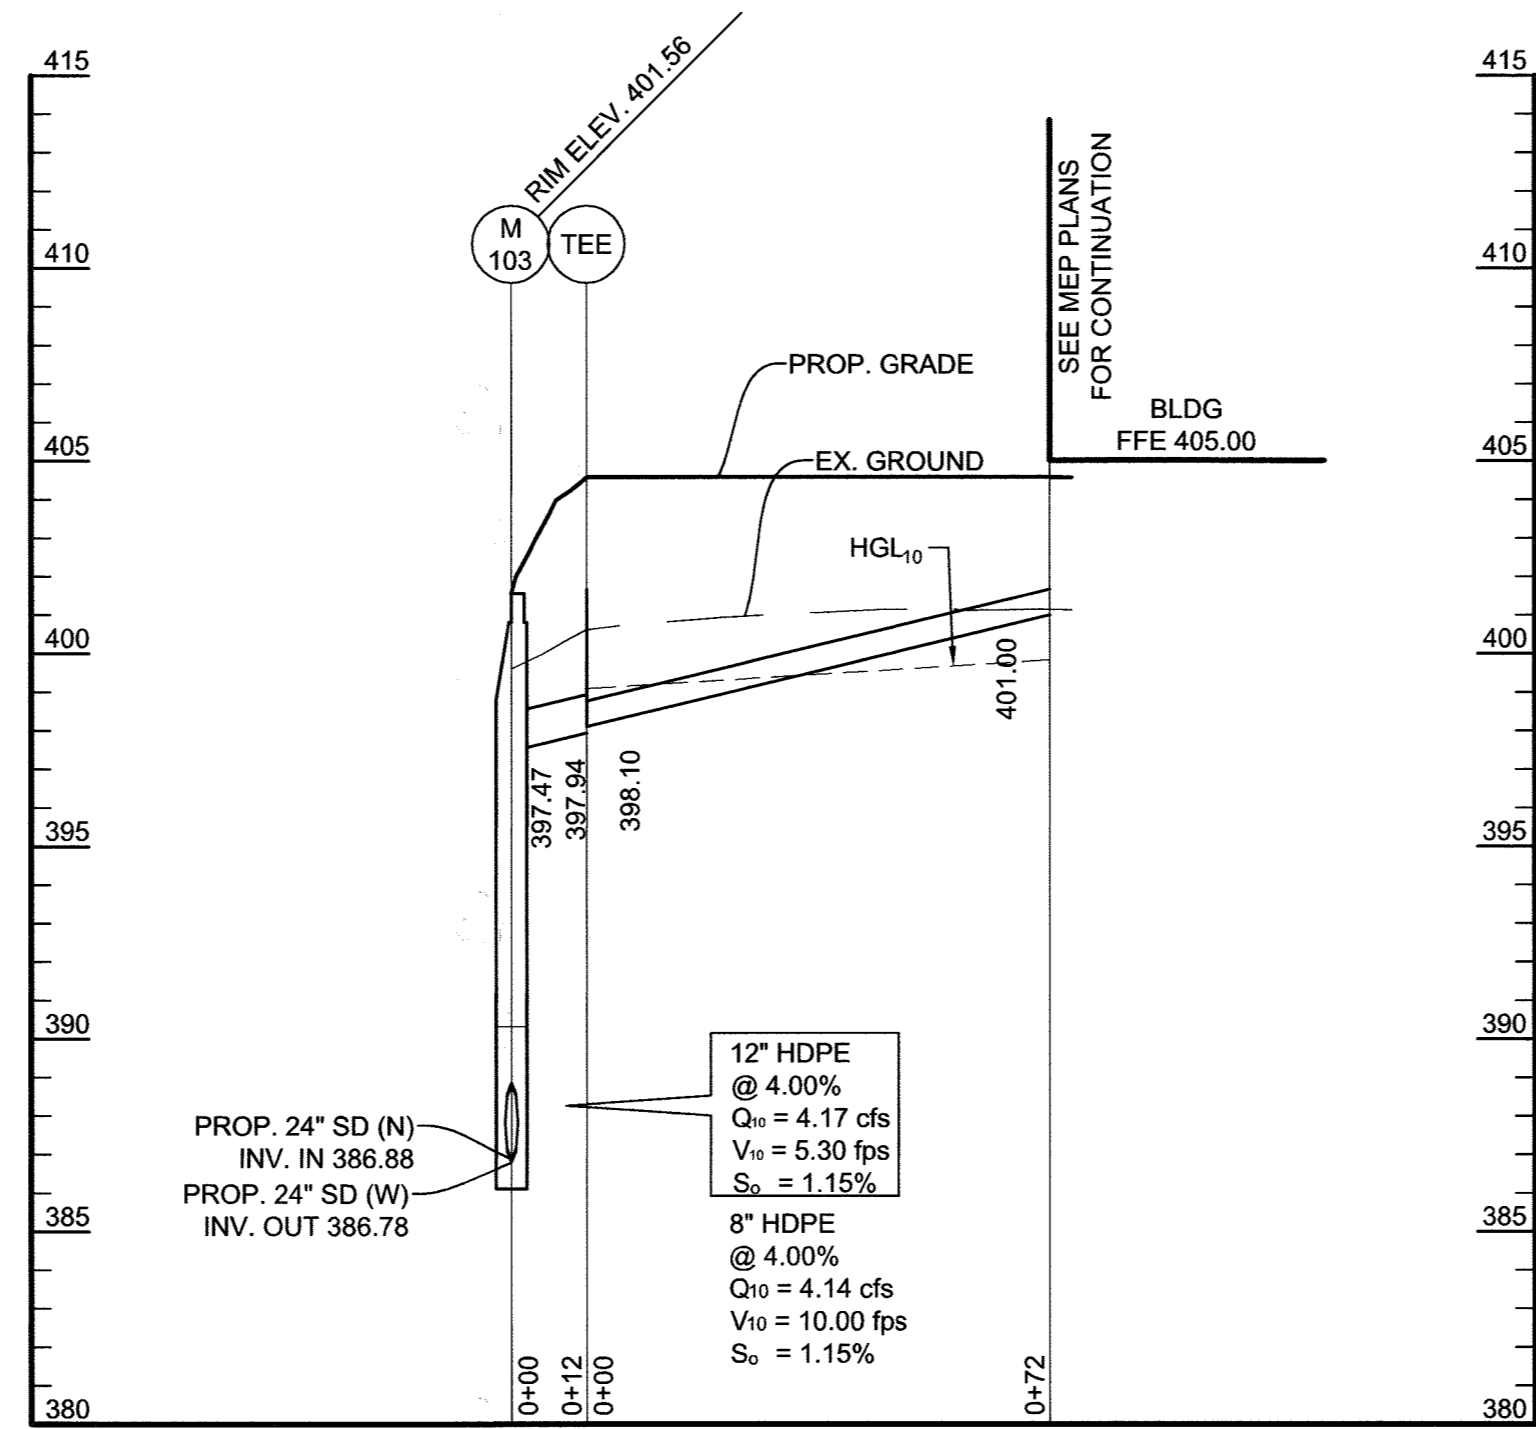 415
415
RIM ELEV. 401.56
M
103
TEE
410
410
SEE MEP PLANS
FOR CONTINUATION
PROP. GRADE
BLDG
FFE 405.00
405
405
EX. GROUND
HGL10
400
400
401.00
397.47
397.94
398.10
395
395
390
390
12" HDPE
@ 4.00%
Q10 = 4.17 cfs
V10 = 5.30 fps
So = 1.15%
PROP. 24" SD (N)
INV. IN 386.88
PROP. 24" SD (W)
INV. OUT 386.78
385
385
8" HDPE
@ 4.00%
Q10 = 4.14 cfs
V10 = 10.00 fps
So = 1.15%
0+00
0+12
0+00
0+72
380
380